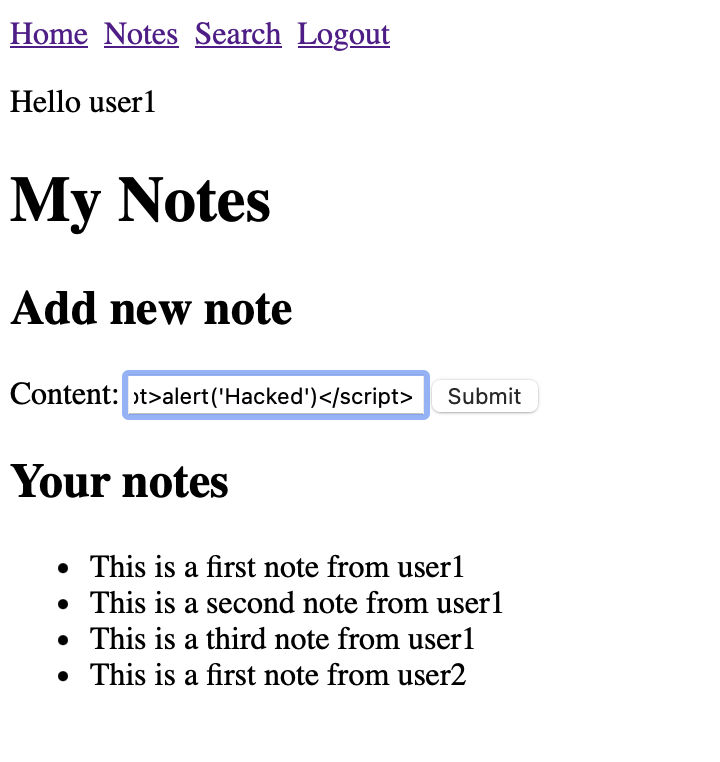 Home Notes Search Logout
Hello user1
My Notes
Add new note
Content: t>alert('Hacked')</script> Submit
Your notes
This is a first note from user1
This is a second note from user1
This is a third note from user1
This is a first note from user2